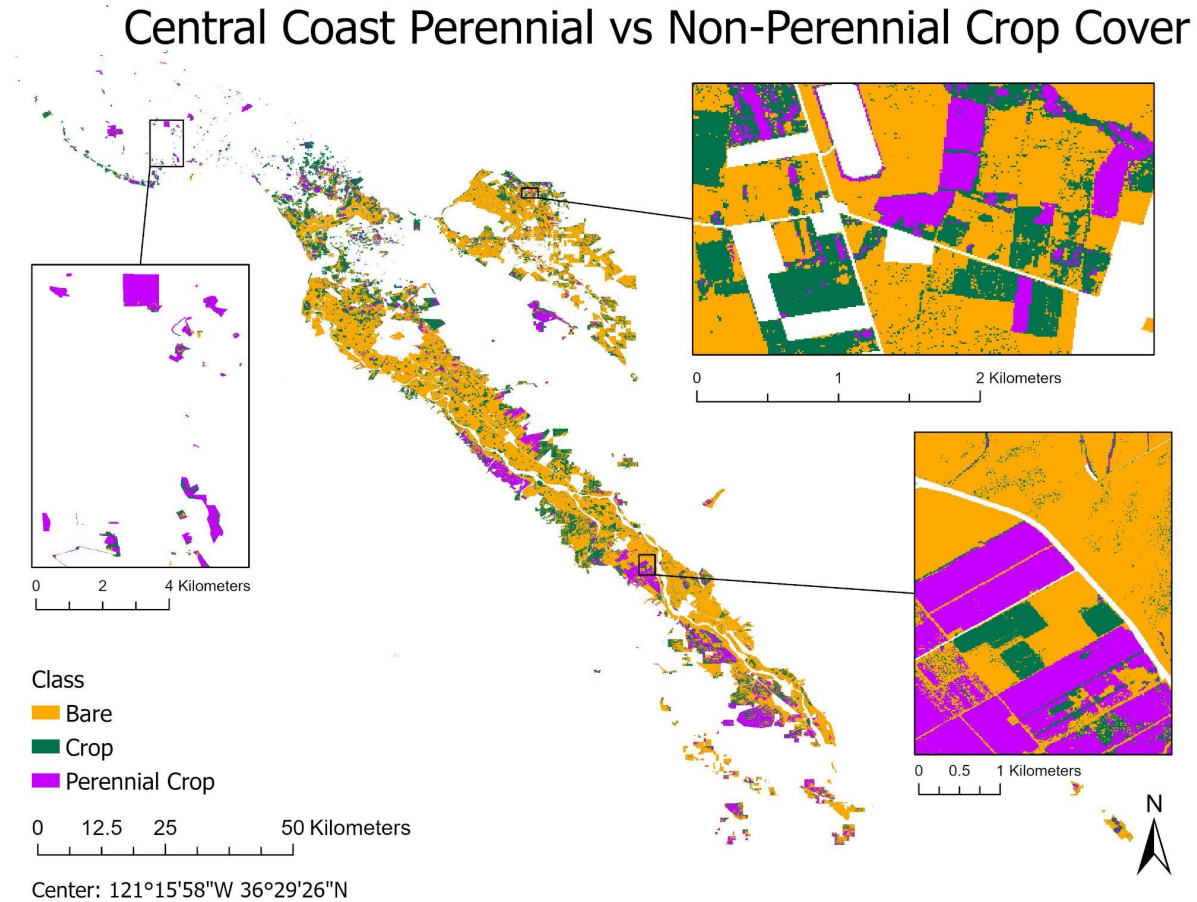 Central Coast Perennial vs Non-Perennial Crop Cover
0 1 2 Kilometers
0 2 4 Kilometers
0 0.5 1 Kilometers
Class
Bare
Crop
Perennial Crop
0 12.5 25 50 Kilometers
N
Center: 121°15'58"W 36°29'26"N